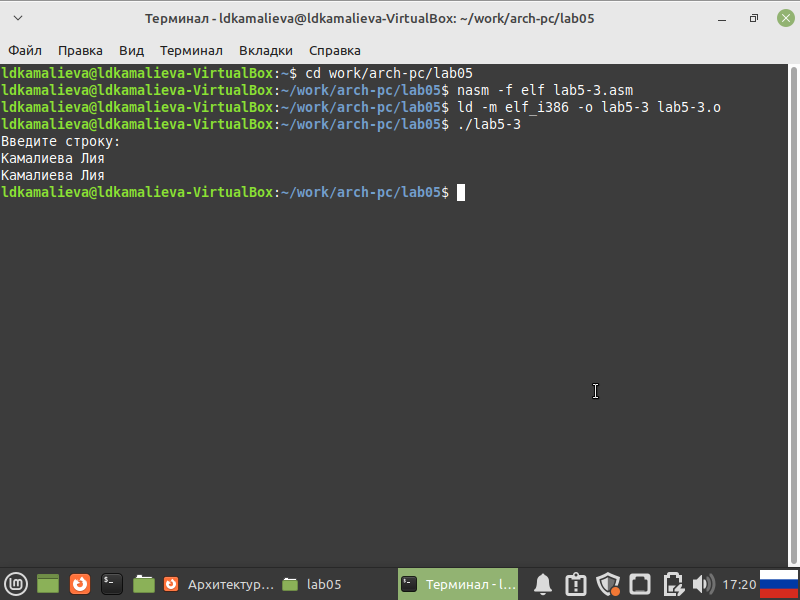 Терминал - ldkamalieva@ldkamalieva-VirtualBox: ~/work/arch-pc/lab05
Файл Правка Вид Терминал Вкладки Справка
ldkamalieva@ldkamalieva-VirtualBox:~$ cd work/arch-pc/lab05
ldkamalieva@ldkamalieva-VirtualBox:~/work/arch-pc/lab05$ nasm -f elf lab5-3.asm
ldkamalieva@ldkamalieva-VirtualBox:~/work/arch-pc/lab05$ ld -m elf_i386 -o lab5-3 lab5-3.o
ldkamalieva@ldkamalieva-VirtualBox:~/work/arch-pc/lab05$ ./lab5-3
Введите строку:
Камалиева Лия
Камалиева Лия
ldkamalieva@ldkamalieva-VirtualBox:~/work/arch-pc/lab05$
Архитектур... lab05 Терминал - l... 17:20